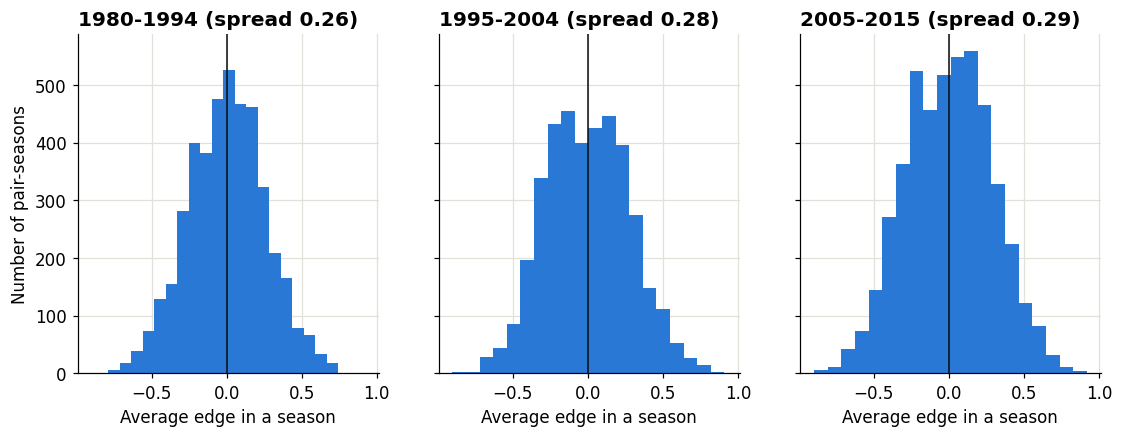 1980-1994 (spread 0.26)
1995-2004 (spread 0.28)
2005-2015 (spread 0.29)
Number of pair-seasons
500
400
300
200
100
0
−0.5 0.0 0.5 1.0
−0.5 0.0 0.5 1.0
−0.5 0.0 0.5 1.0
Average edge in a season
Average edge in a season
Average edge in a season